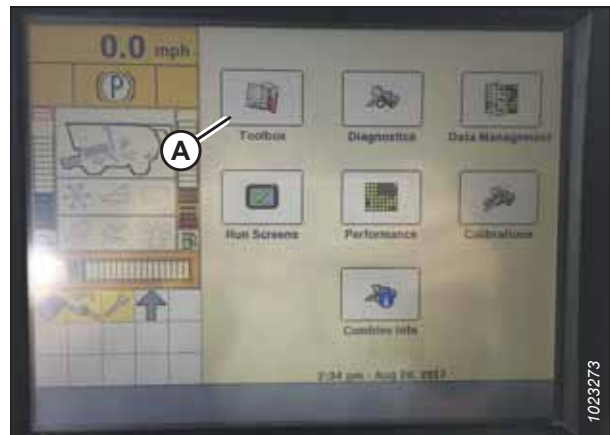 0.0 mph
(P)
A
Toolbox
Diagnostics
Data Management
Run Screens
Performance
Calibrations
Combine Info
1023273